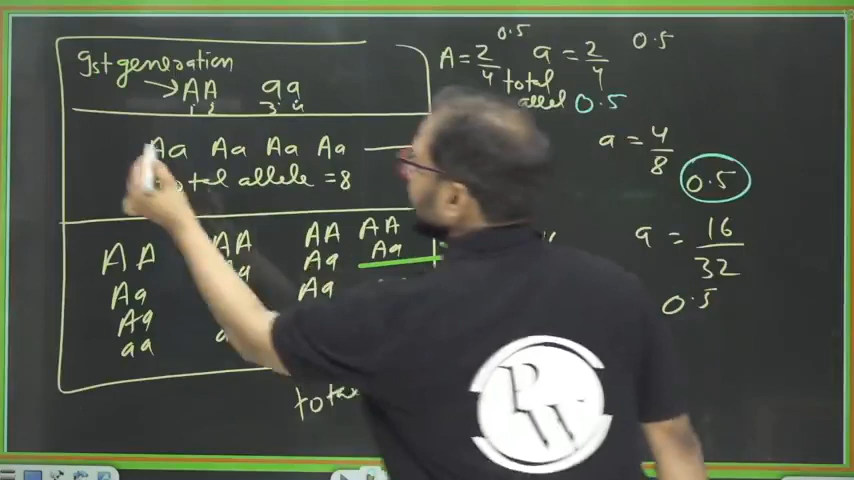 Ist generation
→ AA aa
1 2 3 4
Aa Aa Aa Aa
total allele = 8
AA AA AA AA
Aa Aa Aa
Aa Aa
aa
total
A = 2/4 0.5 a = 2/4 0.5
total
allel 0.5
a = 4/8
0.5
a = 16/32
0.5
PW